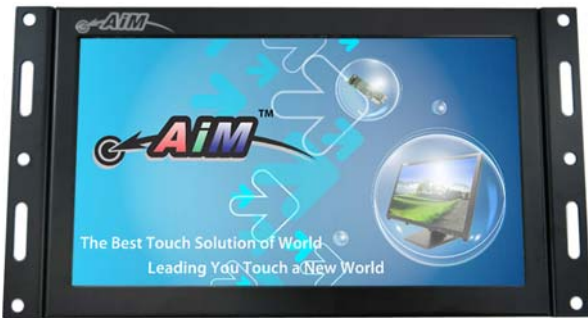 AiM
AiM™
The Best Touch Solution of World
Leading You Touch a New World